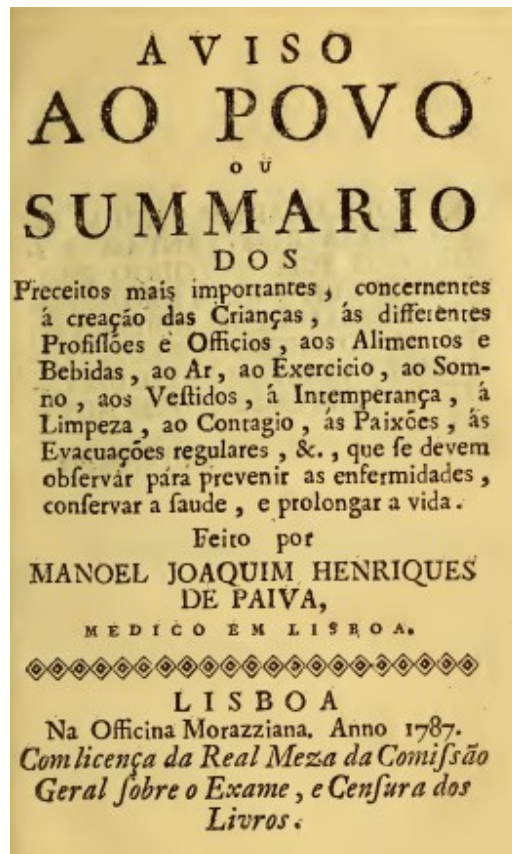 AVISO
AO POVO
OU
SUMMARIO
DOS
Preceitos mais importantes, concernentes
á creação das Crianças, ás differentes
Profiſſões e Officios, aos Alimentos e
Bebidas, ao Ar, ao Exercicio, ao Som-
no, aos Veſtidos, á Intemperança, á
Limpeza, ao Contagio, ás Paixões, ás
Evacuações regulares, &., que ſe devem
obſervár pára prevenir as enfermidades,
conſervar a ſaude, e prolongar a vida.
Feito por
MANOEL JOAQUIM HENRIQUES
DE PAIVA,
MEDICO EM LISBOA.
LISBOA
Na Officina Morazziana. Anno 1787.
Com licença da Real Meza da Comiſsão
Geral ſobre o Exame, e Cenſura dos
Livros.